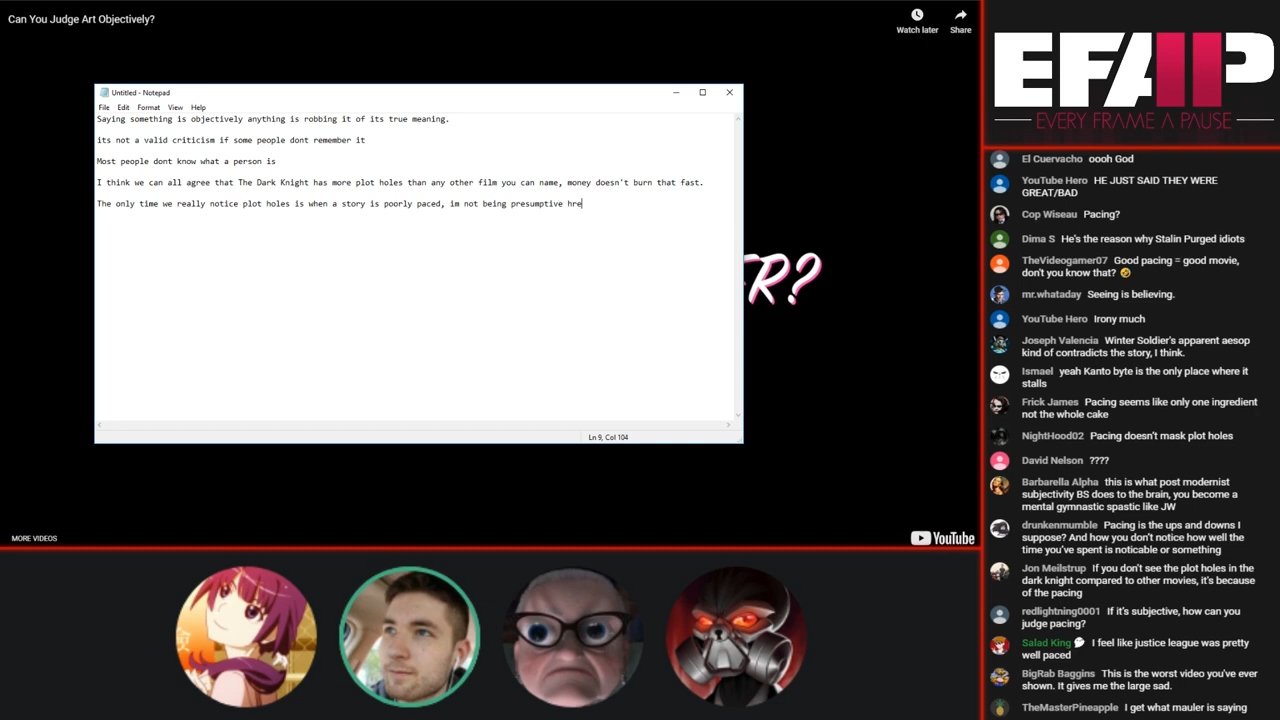 Can You Judge Art Objectively?
Watch later
Share
Untitled - Notepad
File Edit Format View Help
Saying something is objectively anything is robbing it of its true meaning.
its not a valid criticism if some people dont remember it
Most people dont know what a person is
I think we can all agree that The Dark Knight has more plot holes than any other film you can name, money doesn't burn that fast.
The only time we really notice plot holes is when a story is poorly paced, im not being presumptive hre
Ln 9, Col 104
R?
MORE VIDEOS
YouTube
EFAP
EVERY FRAME A PAUSE
El Cuervacho oooh God
YouTube Hero HE JUST SAID THEY WERE
GREAT/BAD
Cop Wiseau Pacing?
Dima S He's the reason why Stalin Purged idiots
TheVideogamer07 Good pacing = good movie,
don't you know that? 🤣
mr.whataday Seeing is believing.
YouTube Hero Irony much
Joseph Valencia Winter Soldier's apparent aesop
kind of contradicts the story, I think.
Ismael yeah Kanto byte is the only place where it
stalls
Frick James Pacing seems like only one ingredient
not the whole cake
NightHood02 Pacing doesn't mask plot holes
David Nelson ????
Barbarella Alpha this is what post modernist
subjectivity BS does to the brain, you become a
mental gymnastic spastic like JW
drunkenmumble Pacing is the ups and downs I
suppose? And how you don't notice how well the
time you've spent is noticable or something
Jon Meilstrup If you don't see the plot holes in the
dark knight compared to other movies, it's because
of the pacing
redlightning0001 If it's subjective, how can you
judge pacing?
Salad King I feel like justice league was pretty
well paced
BigRab Baggins This is the worst video you've ever
shown. It gives me the large sad.
TheMasterPineapple I get what mauler is saying